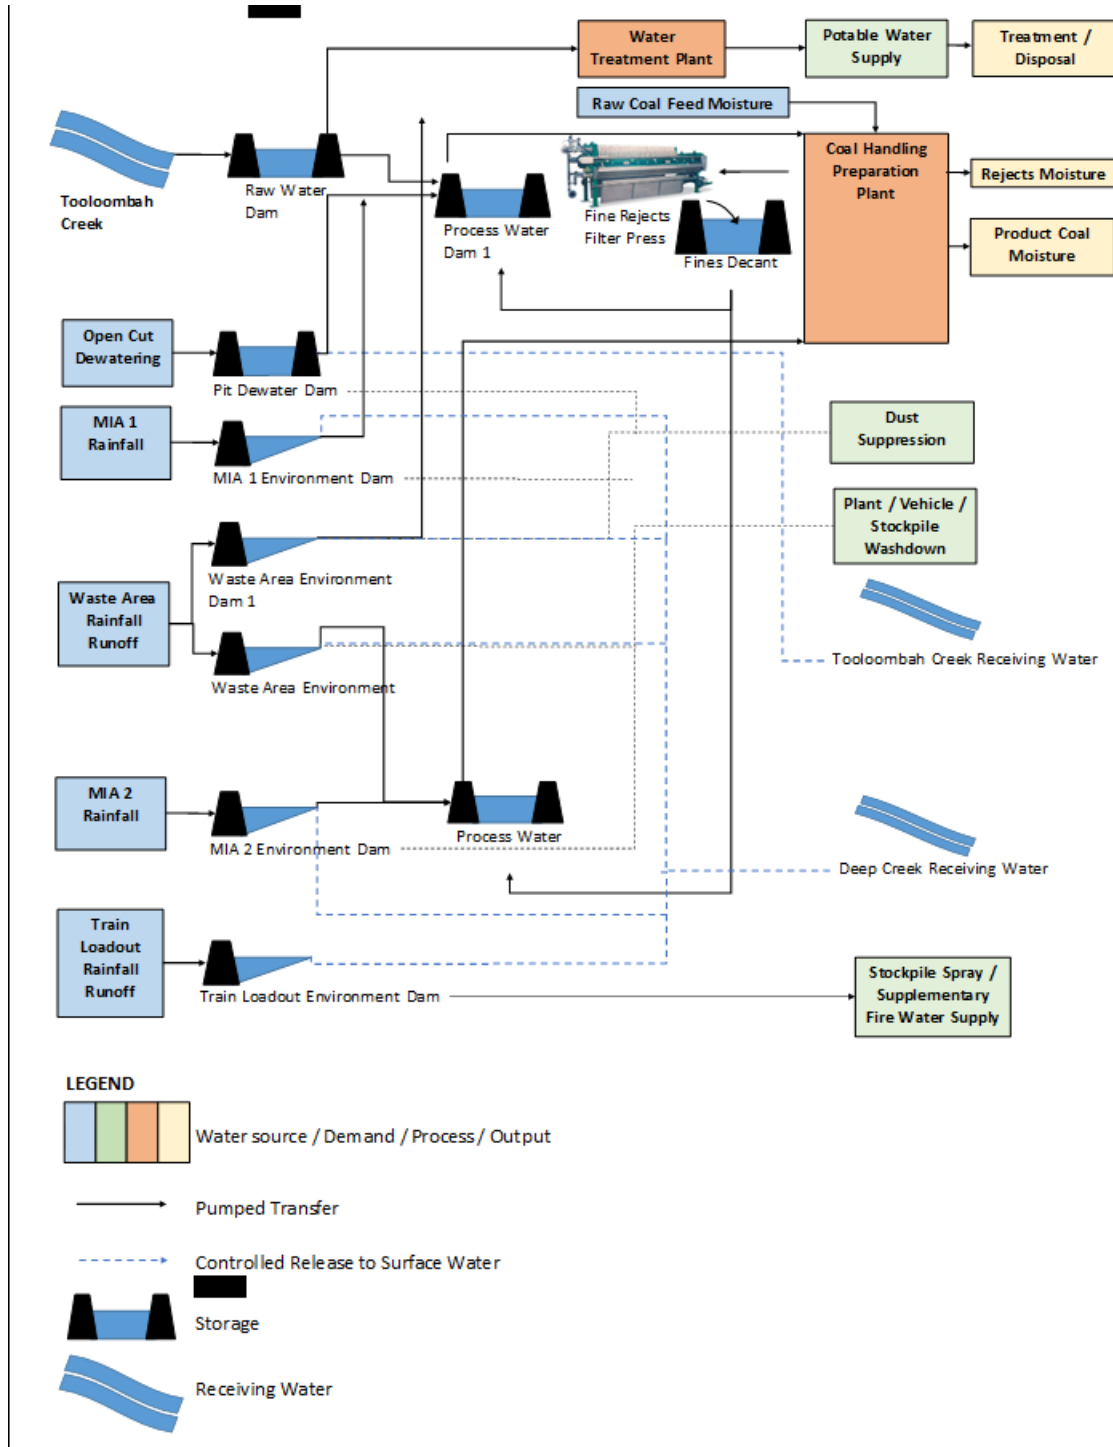 Water
Treatment Plant
Potable Water
Supply
Treatment /
Disposal
Raw Coal Feed Moisture
Tooloombah
Creek
Raw Water
Dam
Process Water
Dam 1
Fine Rejects
Filter Press
Fines Decant
Coal Handling
Preparation
Plant
Rejects Moisture
Product Coal
Moisture
Open Cut
Dewatering
Pit Dewater Dam
MIA 1
Rainfall
MIA 1 Environment Dam
Dust
Suppression
Plant / Vehicle /
Stockpile
Washdown
Waste Area Environment
Dam 1
Waste Area
Rainfall
Runoff
Waste Area Environment
Tooloombah Creek Receiving Water
MIA 2
Rainfall
MIA 2 Environment Dam
Process Water
Deep Creek Receiving Water
Train
Loadout
Rainfall
Runoff
Train Loadout Environment Dam
Stockpile Spray /
Supplementary
Fire Water Supply
LEGEND
Water source / Demand / Process / Output
Pumped Transfer
Controlled Release to Surface Water
Storage
Receiving Water